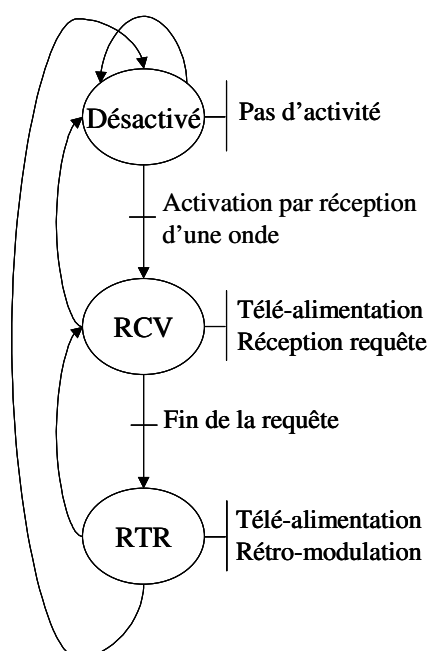 Désactivé
Pas d'activité
Activation par réception
d'une onde
RCV
Télé-alimentation
Réception requête
Fin de la requête
RTR
Télé-alimentation
Rétro-modulation